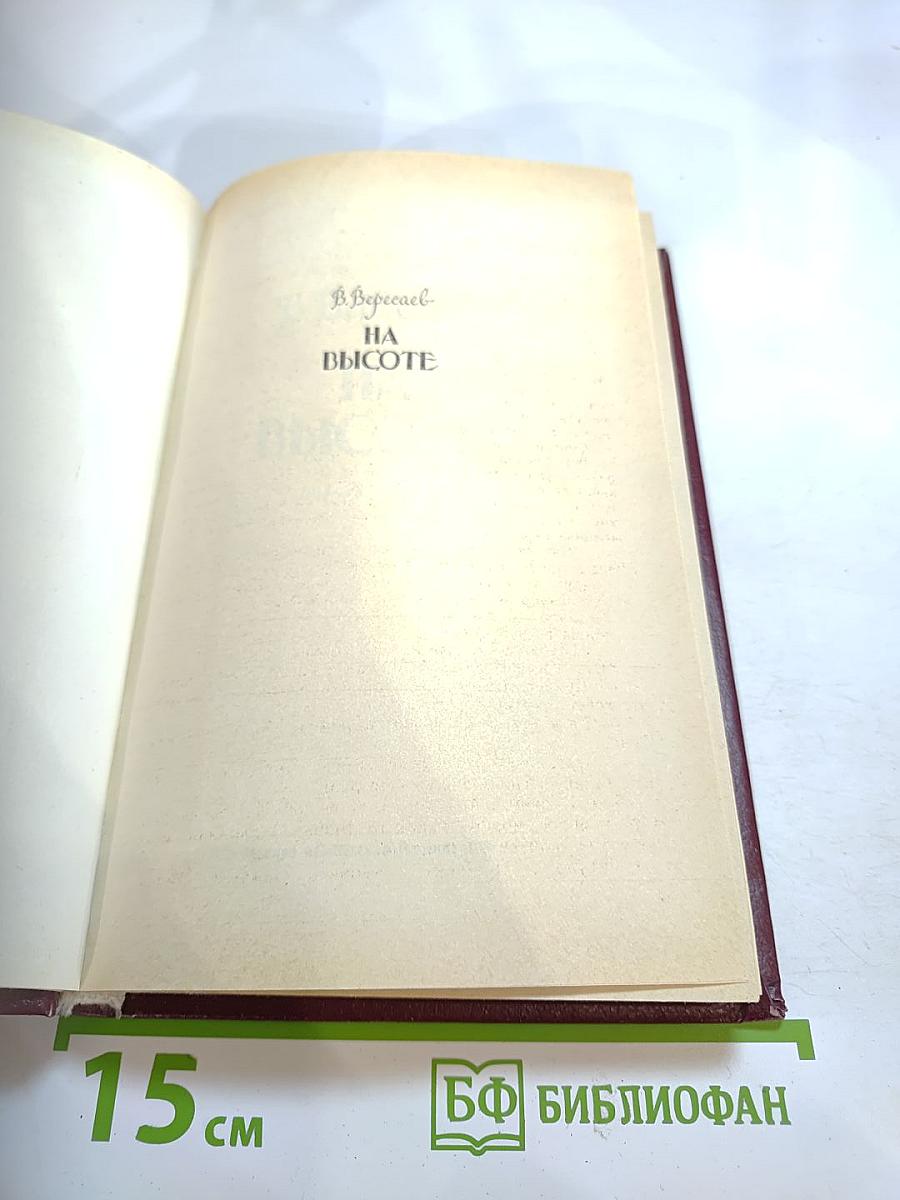 В. Вересаев
НА
ВЫСОТЕ
15 см
БФ БИБЛИОФАН